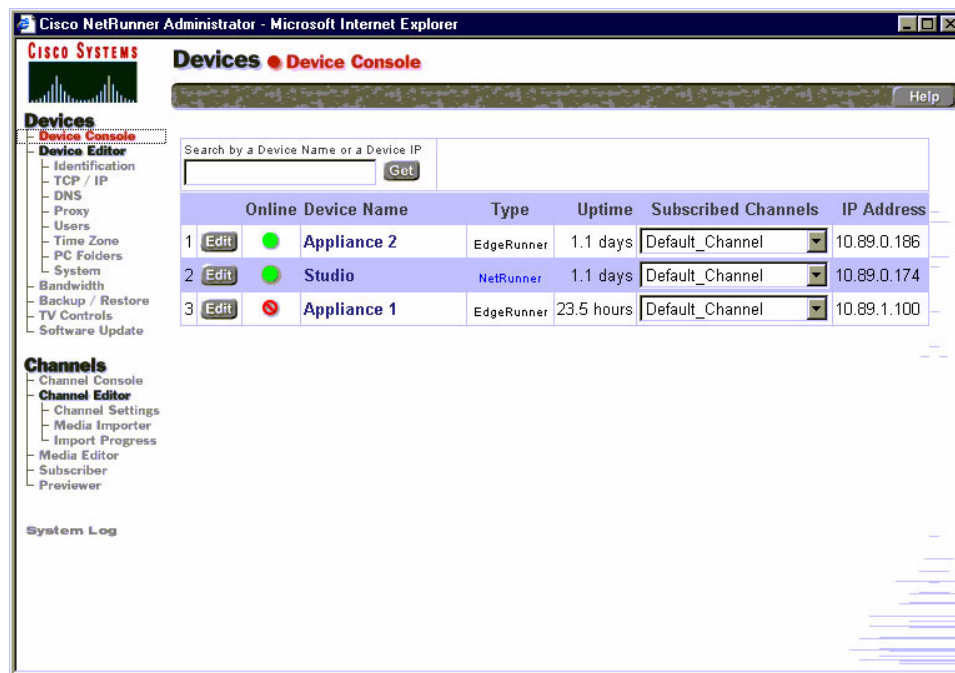 Cisco NetRunner Administrator - Microsoft Internet Explorer
CISCO SYSTEMS
Devices Device Console
Help
Devices
Device Console
Device Editor
Identification
TCP / IP
DNS
Proxy
Users
Time Zone
PC Folders
System
Bandwidth
Backup / Restore
TV Controls
Software Update
Channels
Channel Console
Channel Editor
Channel Settings
Media Importer
Import Progress
Media Editor
Subscriber
Previewer
System Log
Search by a Device Name or a Device IP
Get
Online Device Name Type Uptime Subscribed Channels IP Address
1 Edit Appliance 2 EdgeRunner 1.1 days Default_Channel 10.89.0.186
2 Edit Studio NetRunner 1.1 days Default_Channel 10.89.0.174
3 Edit Appliance 1 EdgeRunner 23.5 hours Default_Channel 10.89.1.100